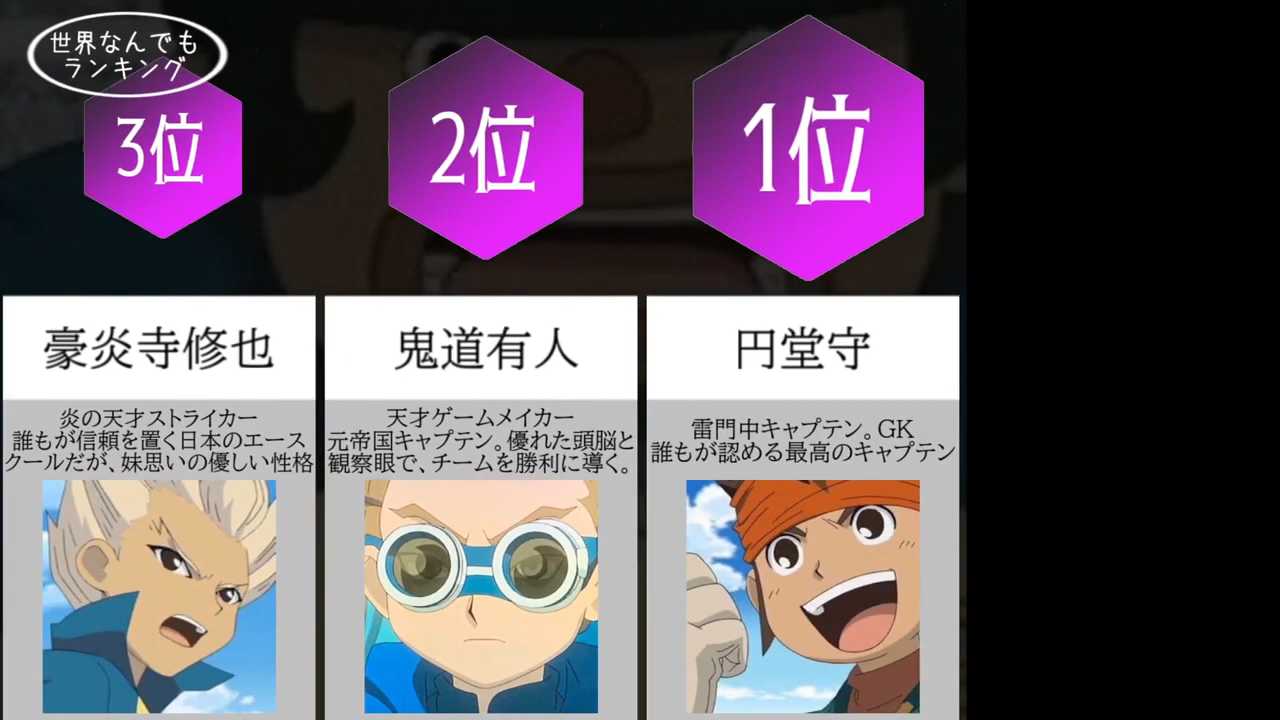 世界なんでも
ランキング
3位
2位
1位
豪炎寺修也
炎の天才ストライカー
誰もが信頼を置く日本のエース
クールだが、妹思いの優しい性格
鬼道有人
天才ゲームメイカー
元帝国キャプテン。優れた頭脳と
観察眼で、チームを勝利に導く。
円堂守
雷門中キャプテン。GK
誰もが認める最高のキャプテン